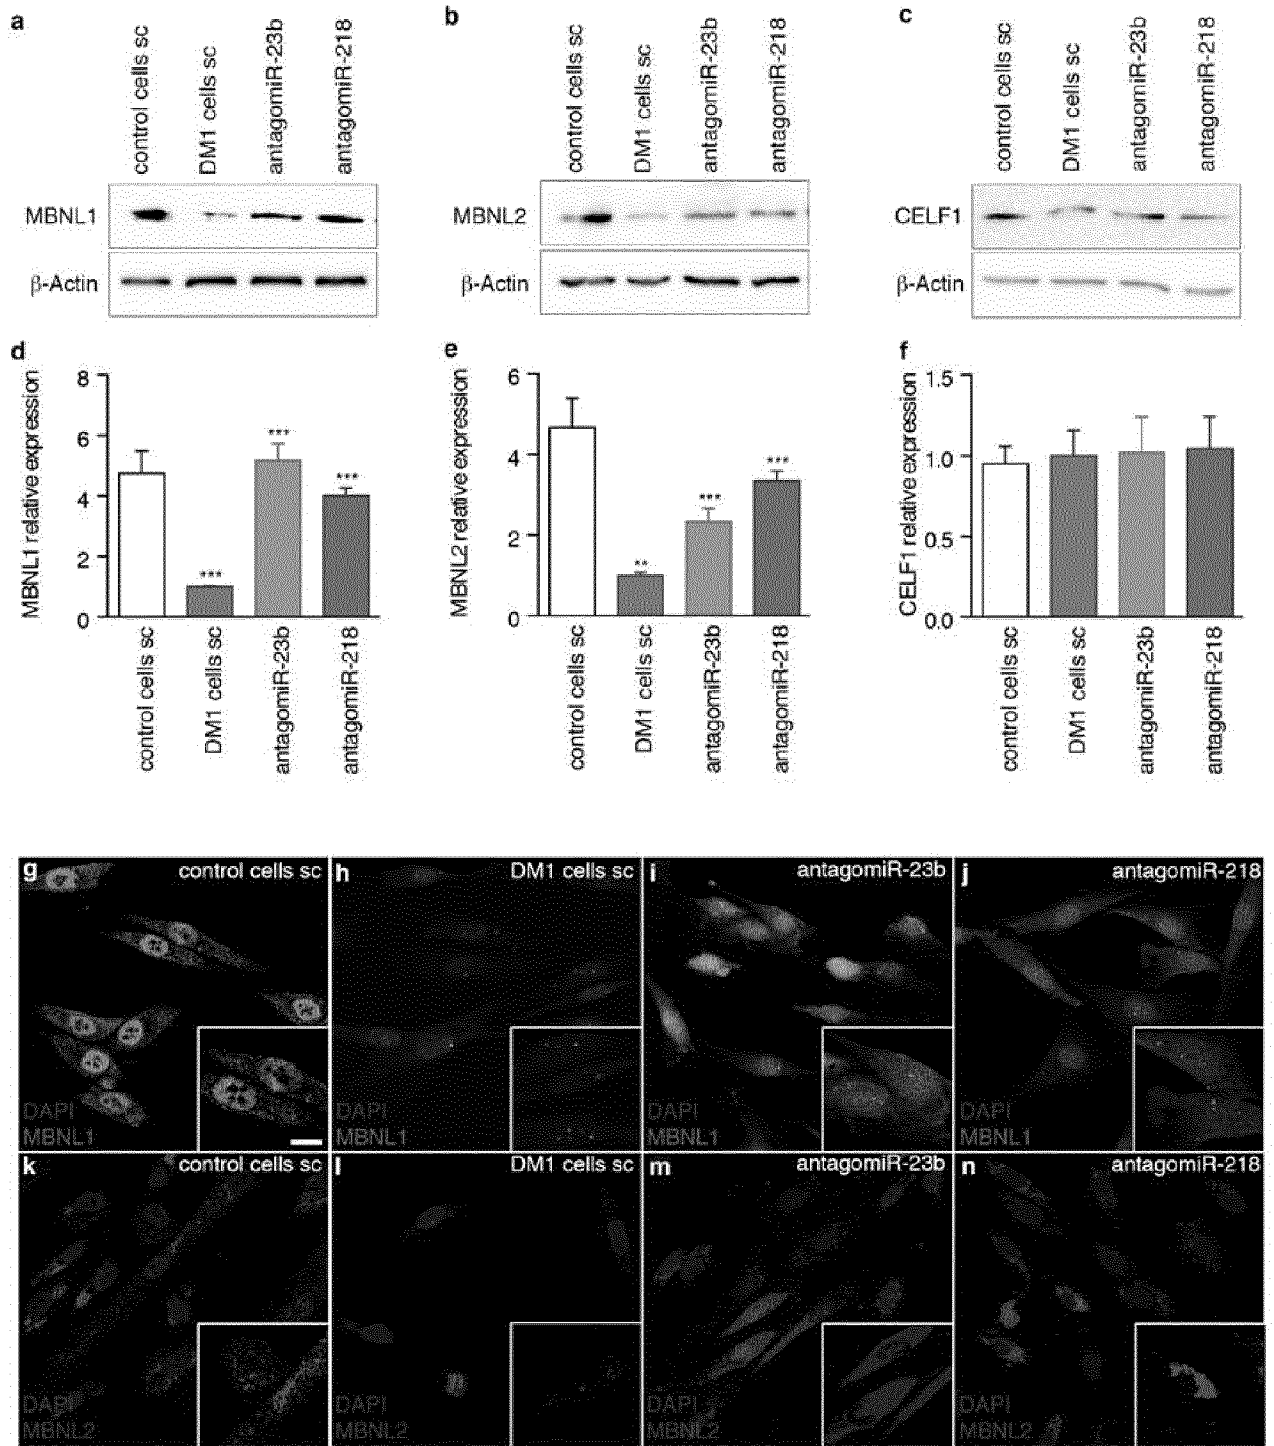 a
control cells sc
DM1 cells sc
antagomiR-23b
antagomiR-218
MBNL1
β-Actin
b
control cells sc
DM1 cells sc
antagomiR-23b
antagomiR-218
MBNL2
β-Actin
c
control cells sc
DM1 cells sc
antagomiR-23b
antagomiR-218
CELF1
β-Actin
d
MBNL1 relative expression
8
6
4
2
0
***
***
***
control cells sc
DM1 cells sc
antagomiR-23b
antagomiR-218
e
MBNL2 relative expression
6
4
2
0
**
***
***
control cells sc
DM1 cells sc
antagomiR-23b
antagomiR-218
f
CELF1 relative expression
1.5
1.0
0.5
0.0
control cells sc
DM1 cells sc
antagomiR-23b
antagomiR-218
g control cells sc
DAPI
MBNL1
h DM1 cells sc
DAPI
MBNL1
i antagomiR-23b
DAPI
MBNL1
j antagomiR-218
DAPI
MBNL1
k control cells sc
DAPI
MBNL2
l DM1 cells sc
DAPI
MBNL2
m antagomiR-23b
DAPI
MBNL2
n antagomiR-218
DAPI
MBNL2